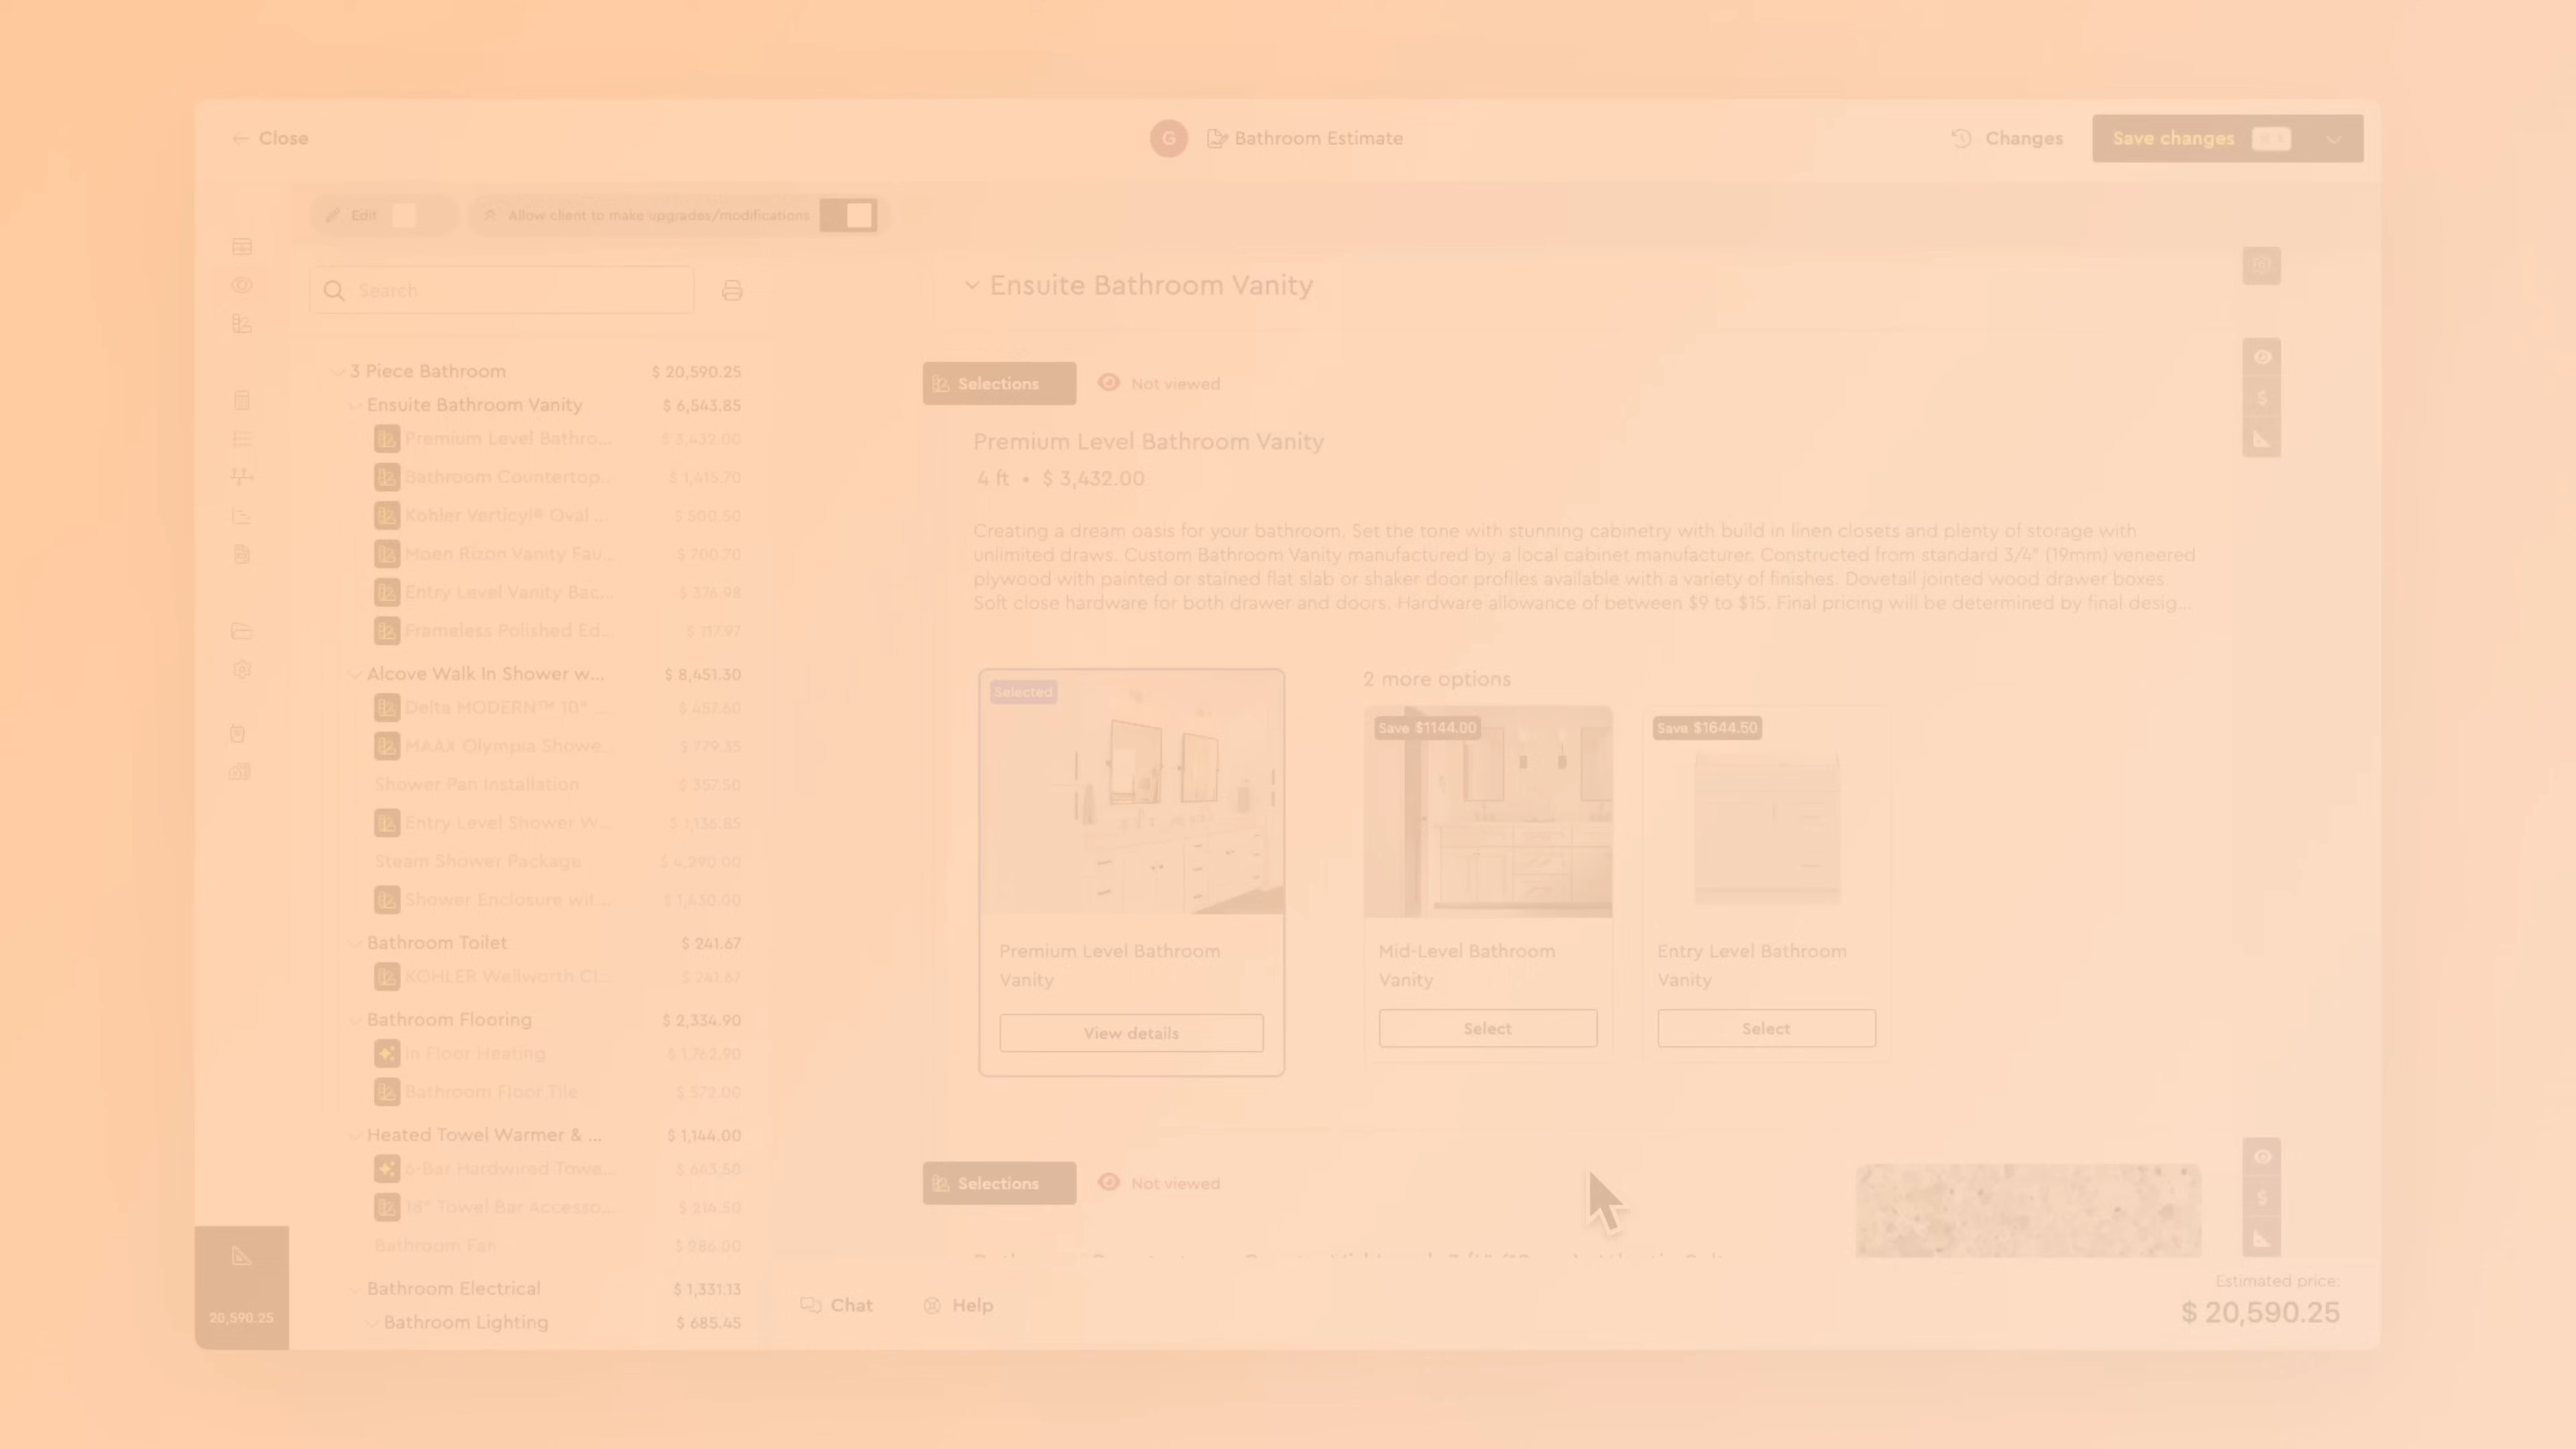 Close
G
Bathroom Estimate
Changes
Save changes
Edit
Allow client to make upgrades/modifications
Search
3 Piece Bathroom $ 20,590.25
Ensuite Bathroom Vanity $ 6,543.85
Premium Level Bathro... $ 3,432.00
Bathroom Countertop... $ 1,415.70
Kohler Verticyl® Oval ... $ 500.50
Moen Rizon Vanity Fau... $ 700.70
Entry Level Vanity Bac... $ 376.98
Frameless Polished Ed... $ 117.97
Alcove Walk In Shower w... $ 8,451.30
Delta MODERN™ 10" ... $ 457.60
MAAX Olympia Showe... $ 779.35
Shower Pan Installation $ 357.50
Entry Level Shower W... $ 1,136.85
Steam Shower Package $ 4,290.00
Shower Enclosure wit... $ 1,430.00
Bathroom Toilet $ 241.67
KOHLER Wellworth Cl... $ 241.67
Bathroom Flooring $ 2,334.90
In Floor Heating $ 1,762.90
Bathroom Floor Tile $ 572.00
Heated Towel Warmer & ... $ 1,144.00
6-Bar Hardwired Towe... $ 643.50
18" Towel Bar Accesso... $ 214.50
Bathroom Fan $ 286.00
Bathroom Electrical $ 1,331.13
Bathroom Lighting $ 685.45
20,590.25
Ensuite Bathroom Vanity
Selections
Not viewed
Premium Level Bathroom Vanity
4 ft • $ 3,432.00
Creating a dream oasis for your bathroom. Set the tone with stunning cabinetry with build in linen closets and plenty of storage with
unlimited draws. Custom Bathroom Vanity manufactured by a local cabinet manufacturer. Constructed from standard 3/4" (19mm) veneered
plywood with painted or stained flat slab or shaker door profiles available with a variety of finishes. Dovetail jointed wood drawer boxes.
Soft close hardware for both drawer and doors. Hardware allowance of between $9 to $15. Final pricing will be determined by final desig...
Selected
Premium Level Bathroom
Vanity
View details
2 more options
Save $1144.00
Mid-Level Bathroom
Vanity
Select
Save $1644.50
Entry Level Bathroom
Vanity
Select
Selections
Not viewed
Chat
Help
Estimated price:
$ 20,590.25